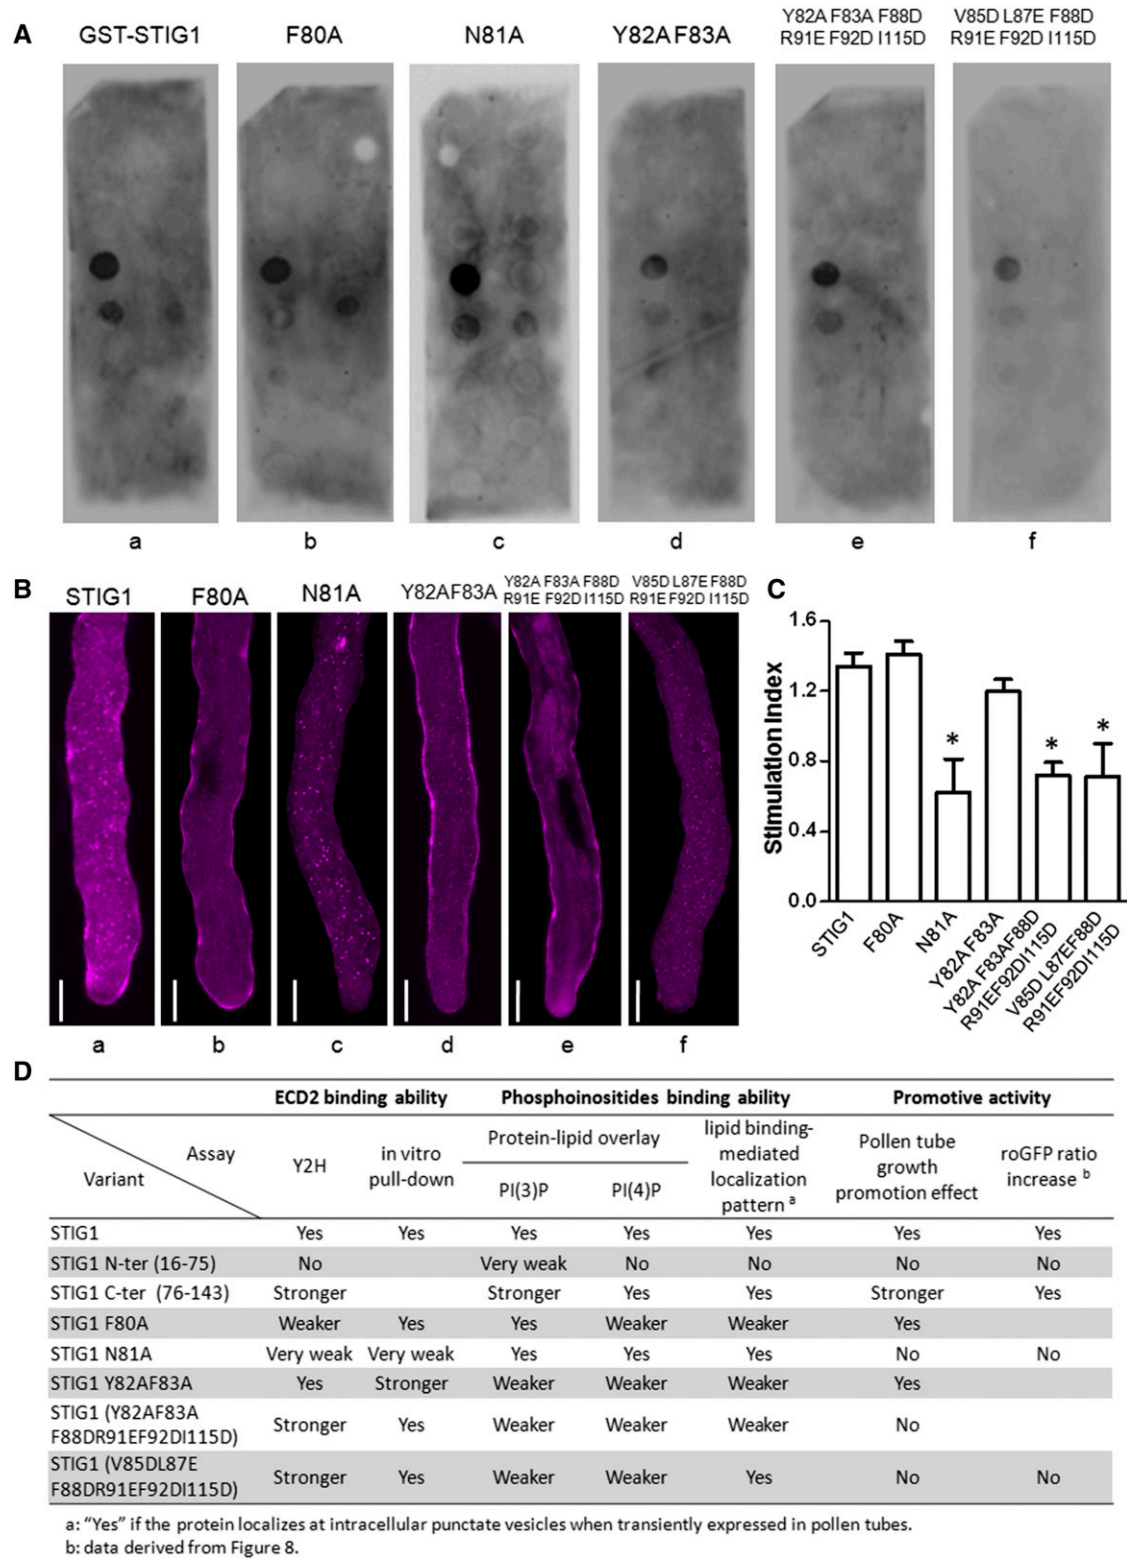 A
GST-STIG1
F80A
N81A
Y82AF83A
Y82A F83A F88D
R91E F92D I115D
V85D L87E F88D
R91E F92D I115D
a
b
c
d
e
f
B
STIG1
F80A
N81A
Y82AF83A
Y82A F83A F88D
R91E F92D I115D
V85D L87E F88D
R91E F92D I115D
a
b
c
d
e
f
C
Stimulation Index
1.6
1.2
0.8
0.4
0.0
*
*
*
STIG1
F80A
N81A
Y82A F83A
Y82A F83AF88D
R91EF92DI115D
V85D L87EF88D
R91EF92DI115D
D
ECD2 binding ability Phosphoinositides binding ability Promotive activity
Assay
Variant
Y2H
in vitro
pull-down
Protein-lipid overlay
PI(3)P PI(4)P
lipid binding-
mediated
localization
pattern a
Pollen tube
growth
promotion effect
roGFP ratio
increase b
STIG1 Yes Yes Yes Yes Yes Yes Yes
STIG1 N-ter (16-75) No Very weak No No No No
STIG1 C-ter (76-143) Stronger Stronger Yes Yes Stronger Yes
STIG1 F80A Weaker Yes Yes Weaker Weaker Yes
STIG1 N81A Very weak Very weak Yes Yes Yes No No
STIG1 Y82AF83A Yes Stronger Weaker Weaker Weaker Yes
STIG1 (Y82AF83A
F88DR91EF92DI115D) Stronger Yes Weaker Weaker Weaker No
STIG1 (V85DL87E
F88DR91EF92DI115D) Stronger Yes Weaker Weaker Yes No No
a: "Yes" if the protein localizes at intracellular punctate vesicles when transiently expressed in pollen tubes.
b: data derived from Figure 8.